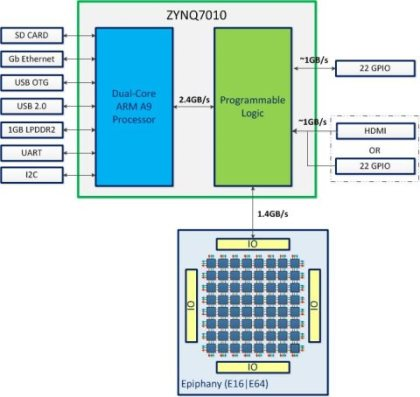 ZYNQ7010
SD CARD
Gb Ethernet
USB OTG
USB 2.0
1GB LPDDR2
UART
I2C
Dual-Core
ARM A9
Processor
2.4GB/s
Programmable
Logic
~1GB/s
22 GPIO
~1GB/s
HDMI
OR
22 GPIO
1.4GB/s
IO
IO
IO
IO
Epiphany (E16|E64)